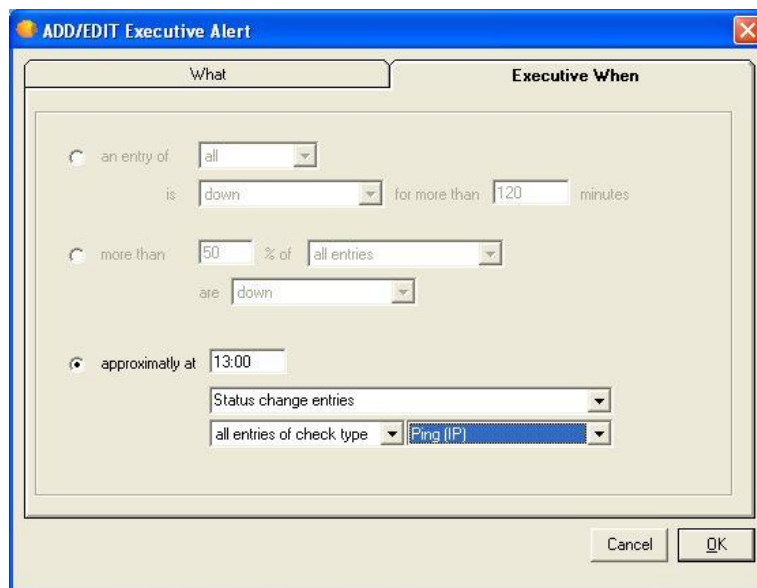 ADD/EDIT Executive Alert
What Executive When
an entry of all
is down for more than 120 minutes
more than 50 % of all entries
are down
approximatly at 13:00
Status change entries
all entries of check type Ping (IP)
Cancel OK